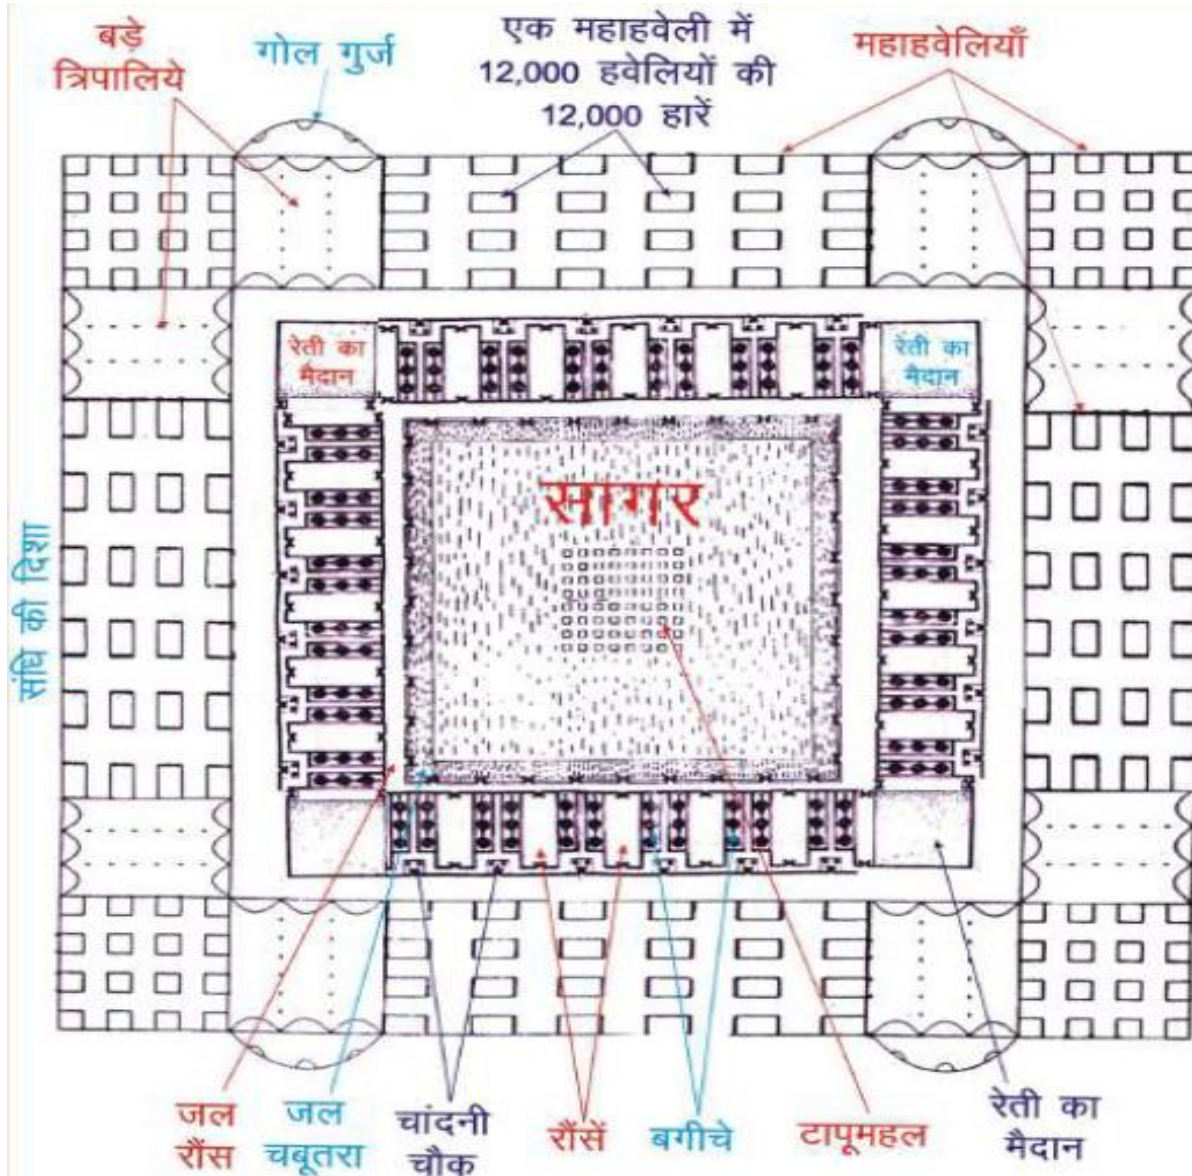 बड़े
त्रिपालिये
गोल गुर्ज
एक महाहवेली में
12,000 हवेलियों की
12,000 हारें
महाहवेलियाँ
रेती का
मैदान
रेती का
मैदान
सागर
संधि की दिशा
जल
रौंस
जल
चबूतरा
चांदनी
चौक
रौंसें
बगीचे
टापूमहल
रेती का
मैदान